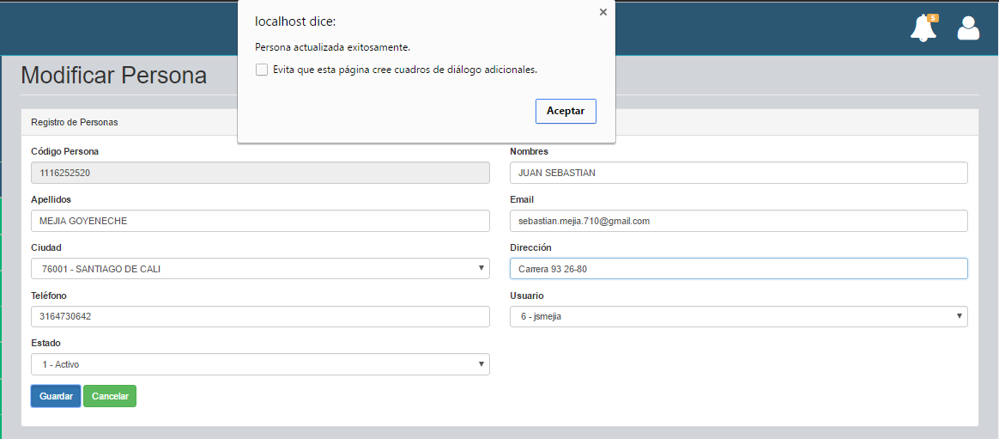 localhost dice:
Persona actualizada exitosamente.
Evita que esta página cree cuadros de diálogo adicionales.
Aceptar
5
Modificar Persona
Registro de Personas
Código Persona
1116252520
Nombres
JUAN SEBASTIAN
Apellidos
MEJIA GOYENECHE
Email
sebastian.mejia.710@gmail.com
Ciudad
76001 - SANTIAGO DE CALI
Dirección
Carrera 93 26-80
Teléfono
3164730642
Usuario
6 - jsmejia
Estado
1 - Activo
Guardar
Cancelar